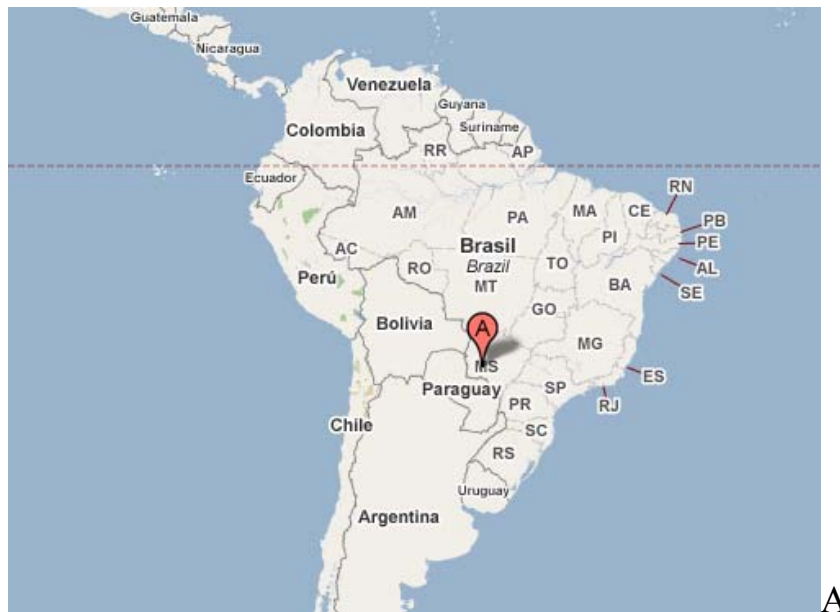 Guatemala
Nicaragua
Venezuela
Guyana
Colombia
Suriname
RR
AP
Ecuador
RN
AM
PA
MA
CE
PB
PI
PE
Brasil
AC
Brazil
TO
AL
RO
Perú
MT
BA
SE
GO
Bolivia
A
MG
MS
ES
Paraguay
SP
PR
RJ
Chile
SC
RS
Uruguay
Argentina
A